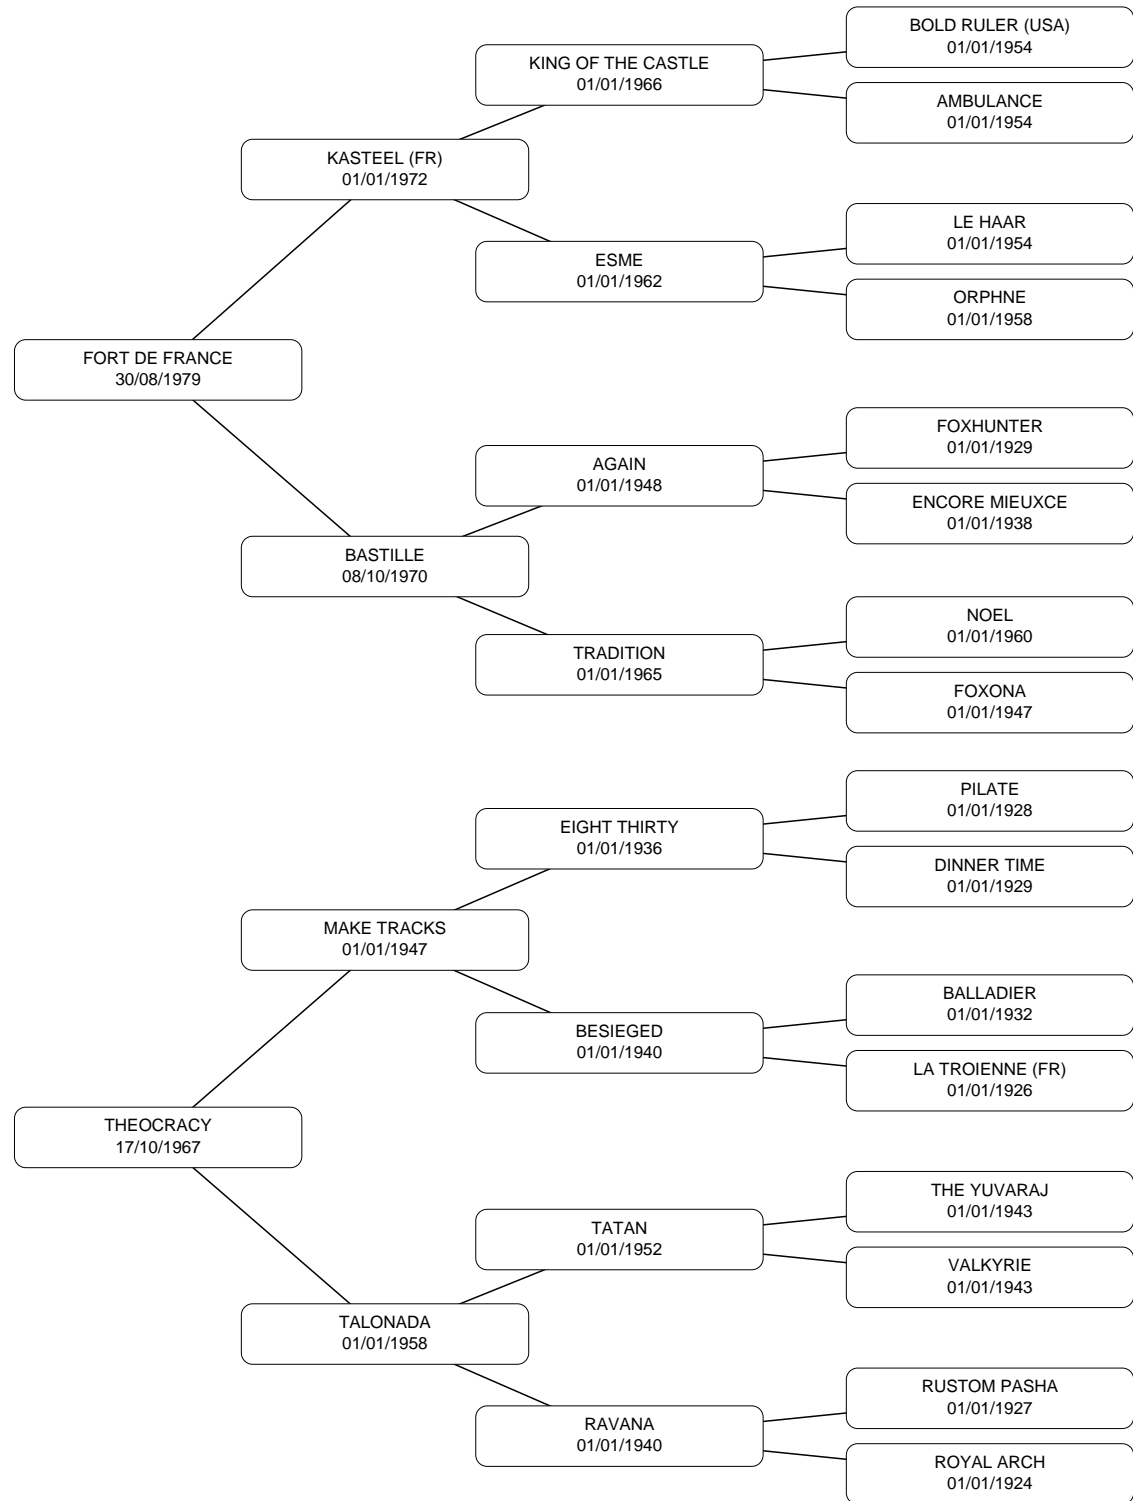 BOLD RULER (USA)
01/01/1954
KING OF THE CASTLE
01/01/1966
AMBULANCE
01/01/1954
KASTEEL (FR)
01/01/1972
LE HAAR
01/01/1954
ESME
01/01/1962
ORPHNE
01/01/1958
FORT DE FRANCE
30/08/1979
FOXHUNTER
01/01/1929
AGAIN
01/01/1948
ENCORE MIEUXCE
01/01/1938
BASTILLE
08/10/1970
NOEL
01/01/1960
TRADITION
01/01/1965
FOXONA
01/01/1947
PILATE
01/01/1928
EIGHT THIRTY
01/01/1936
DINNER TIME
01/01/1929
MAKE TRACKS
01/01/1947
BALLADIER
01/01/1932
BESIEGED
01/01/1940
LA TROIENNE (FR)
01/01/1926
THEOCRACY
17/10/1967
THE YUVARAJ
01/01/1943
TATAN
01/01/1952
VALKYRIE
01/01/1943
TALONADA
01/01/1958
RUSTOM PASHA
01/01/1927
RAVANA
01/01/1940
ROYAL ARCH
01/01/1924